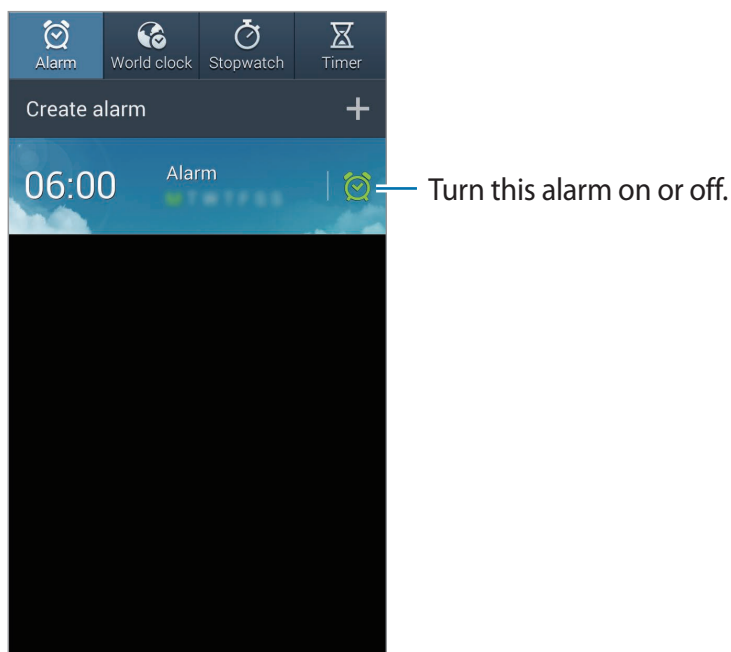 Alarm World clock Stopwatch Timer
Create alarm
06:00 Alarm
M T W T F S S
Turn this alarm on or off.